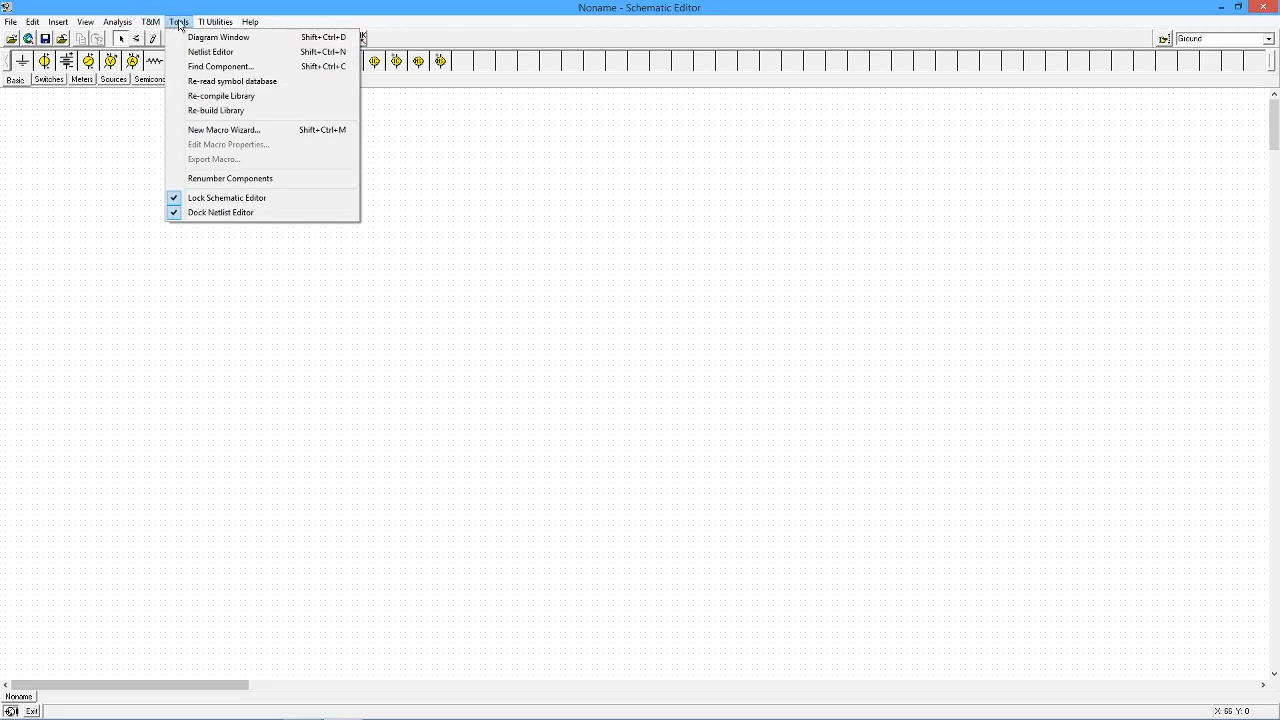 Noname - Schematic Editor
File Edit Insert View Analysis T&M Tools TI Utilities Help
Ground
Basic Switches Meters Sources Semicon
Diagram Window Shift+Ctrl+D
Netlist Editor Shift+Ctrl+N
Find Component... Shift+Ctrl+C
Re-read symbol database
Re-compile Library
Re-build Library
New Macro Wizard... Shift+Ctrl+M
Edit Macro Properties...
Export Macro...
Renumber Components
Lock Schematic Editor
Dock Netlist Editor
Noname
Exit
X: 65 Y: 0